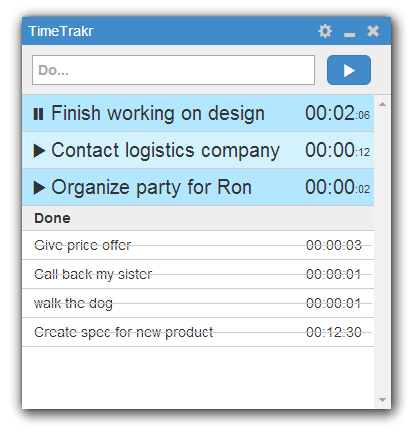 TimeTrakr
Do...
Finish working on design 00:02:06
Contact logistics company 00:00:12
Organize party for Ron 00:00:02
Done
Give price offer 00:00:03
Call back my sister 00:00:01
walk the dog 00:00:01
Create spec for new product 00:12:30